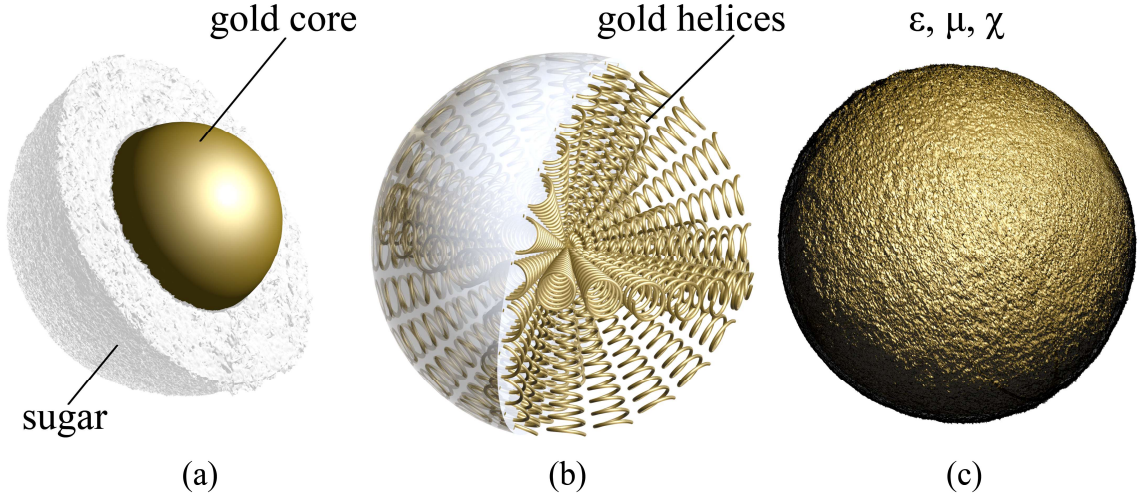 gold core
gold helices
ε, μ, χ
sugar
(a)
(b)
(c)